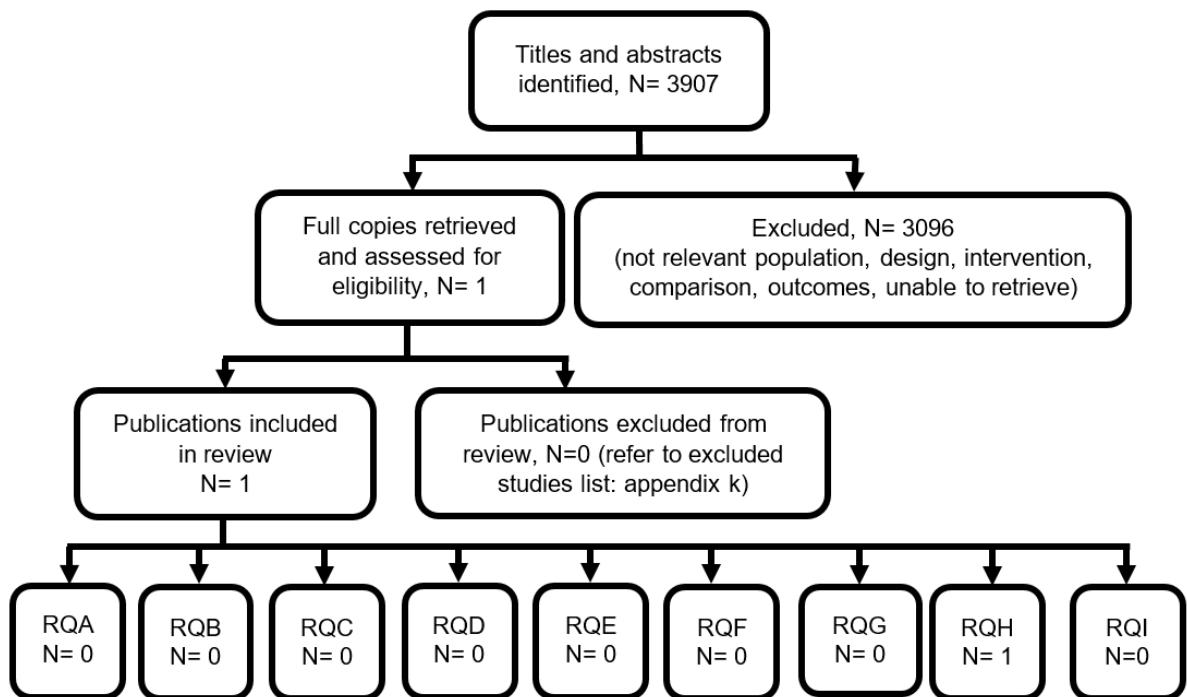 Titles and abstracts
identified, N= 3907
Full copies retrieved
and assessed for
eligibility, N= 1
Excluded, N= 3096
(not relevant population, design, intervention,
comparison, outcomes, unable to retrieve)
Publications included
in review
N= 1
Publications excluded from
review, N=0 (refer to excluded
studies list: appendix k)
RQA
N= 0
RQB
N= 0
RQC
N= 0
RQD
N= 0
RQE
N= 0
RQF
N= 0
RQG
N= 0
RQH
N= 1
RQI
N=0